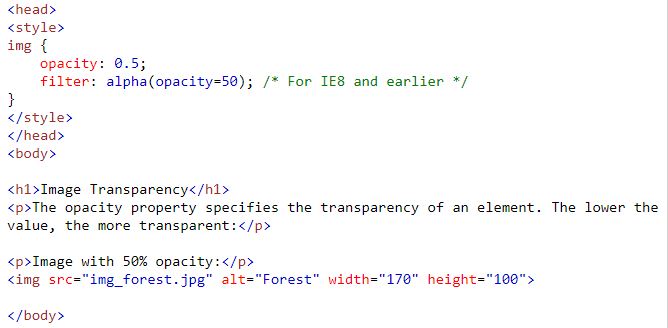 <head>
<style>
img {
    opacity: 0.5;
    filter: alpha(opacity=50); /* For IE8 and earlier */
}
</style>
</head>
<body>

<h1>Image Transparency</h1>
<p>The opacity property specifies the transparency of an element. The lower the
value, the more transparent:</p>

<p>Image with 50% opacity:</p>
<img src="img_forest.jpg" alt="Forest" width="170" height="100">

</body>